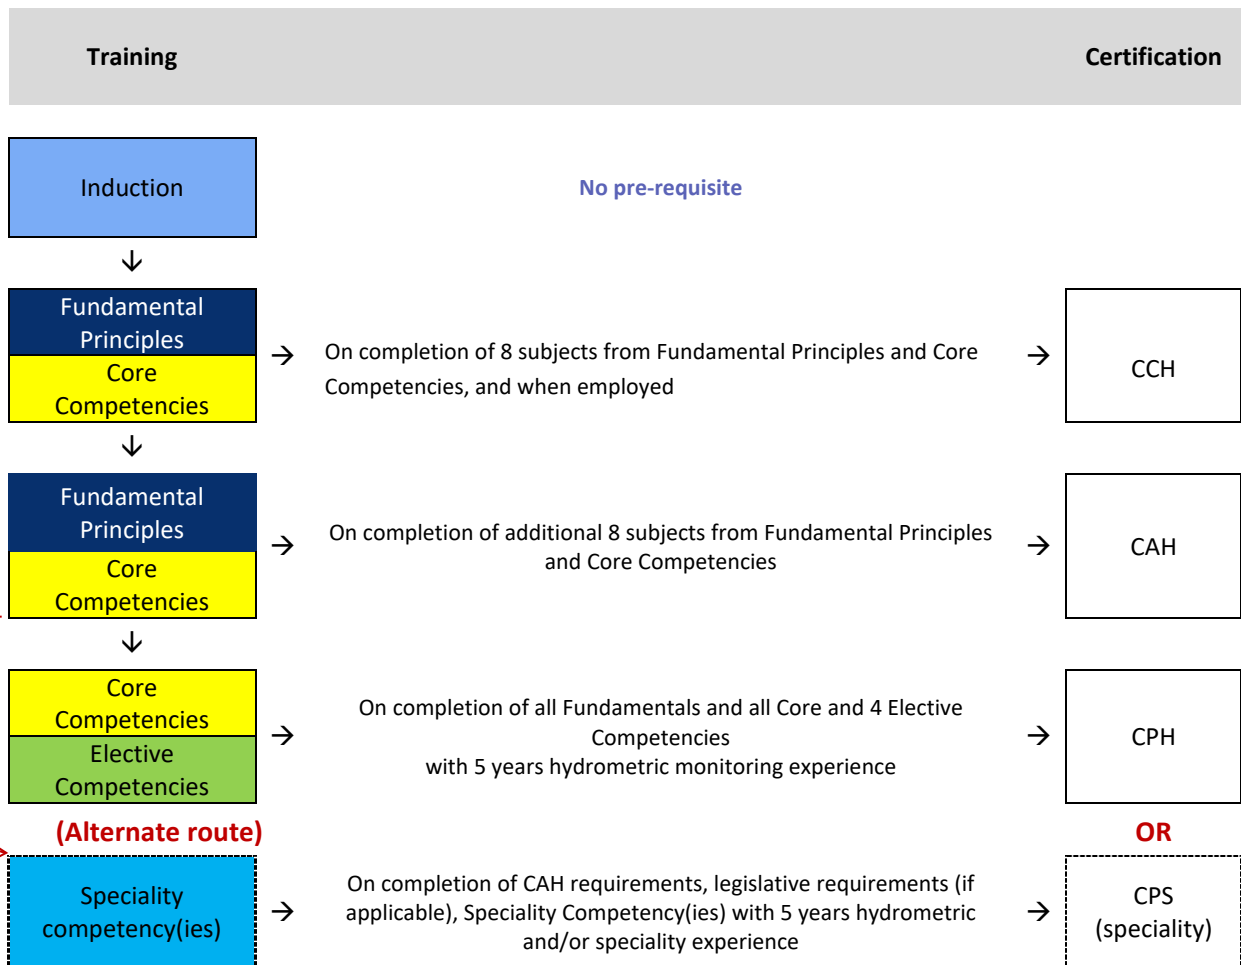 Training
Certification
Induction
No pre-requisite
↓
Fundamental
Principles
Core
Competencies
→
On completion of 8 subjects from Fundamental Principles and Core
Competencies, and when employed
→
CCH
↓
Fundamental
Principles
Core
Competencies
→
On completion of additional 8 subjects from Fundamental Principles
and Core Competencies
→
CAH
↓
Core
Competencies
Elective
Competencies
→
On completion of all Fundamentals and all Core and 4 Elective
Competencies
with 5 years hydrometric monitoring experience
→
CPH
(Alternate route)
OR
Speciality
competency(ies)
→
On completion of CAH requirements, legislative requirements (if
applicable), Speciality Competency(ies) with 5 years hydrometric
and/or speciality experience
→
CPS
(speciality)